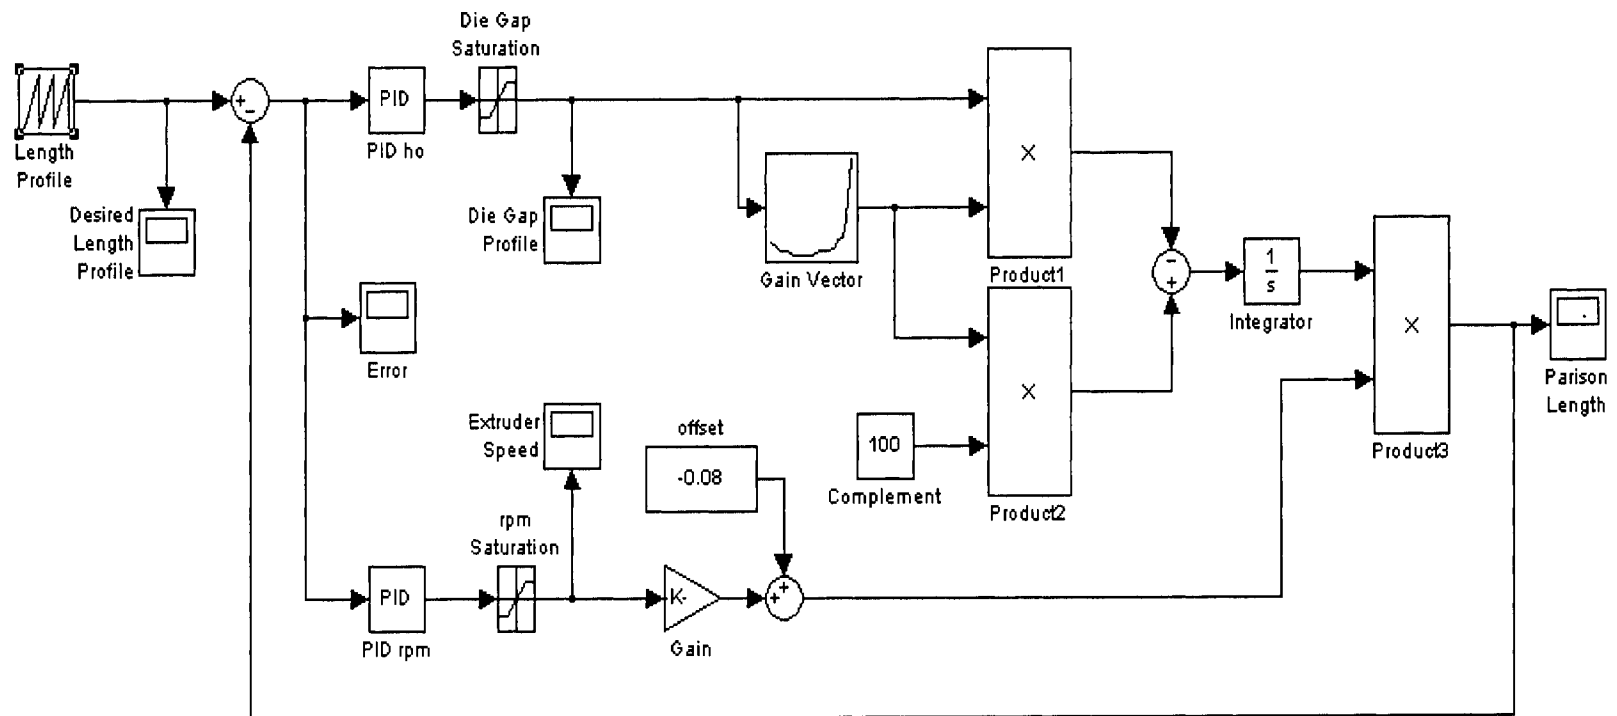 Die Gap
Saturation
Length
Profile
+
−
PID
PID ho
Desired
Length
Profile
Die Gap
Profile
Gain Vector
×
Product1
−
+
1
s
Integrator
×
Product3
Parison
Length
Error
Extruder
Speed
offset
-0.08
100
Complement
×
Product2
rpm
Saturation
PID
PID rpm
K-
Gain
+
+